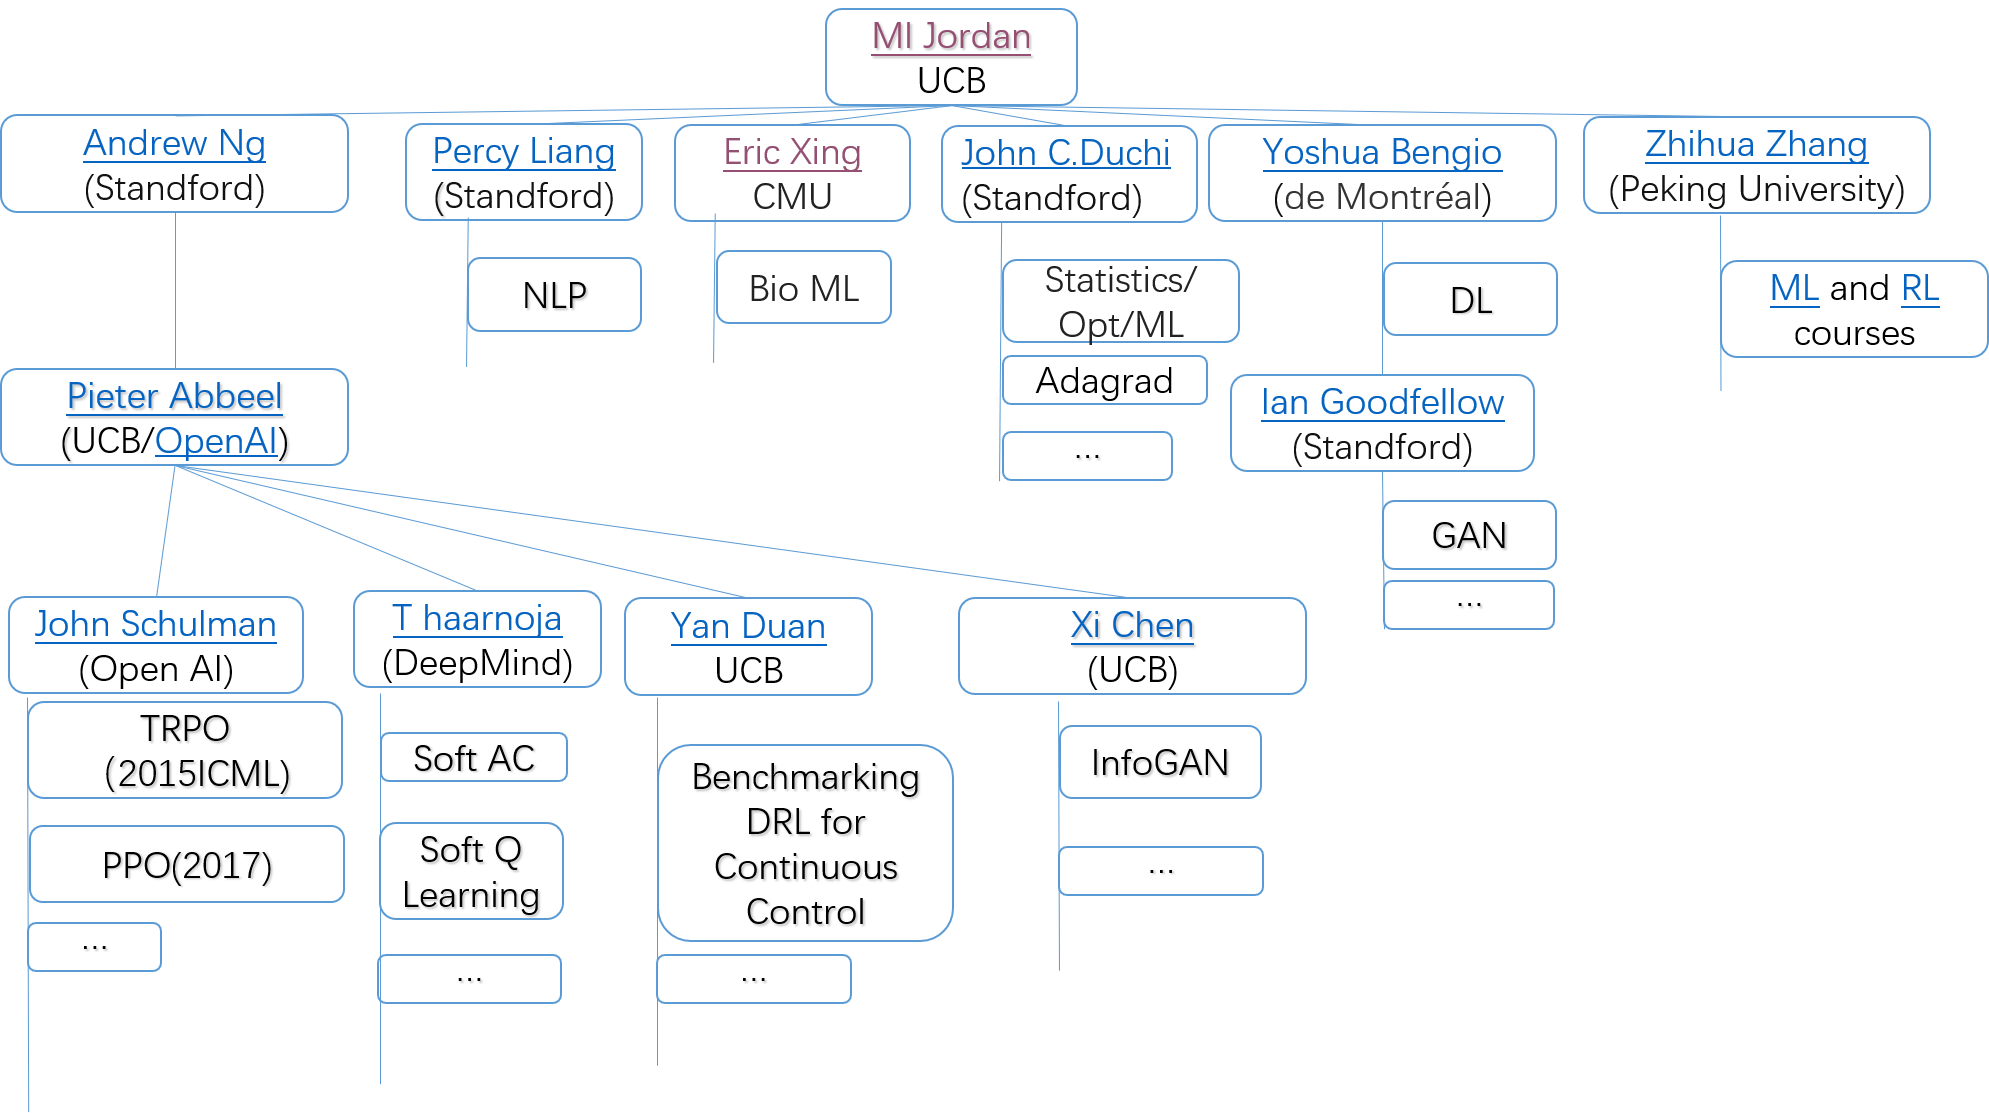 MI Jordan
UCB
Andrew Ng
(Standford)
Percy Liang
(Standford)
Eric Xing
CMU
John C.Duchi
(Standford)
Yoshua Bengio
(de Montréal)
Zhihua Zhang
(Peking University)
NLP
Bio ML
Statistics/
Opt/ML
Adagrad
...
DL
ML and RL
courses
Pieter Abbeel
(UCB/OpenAI)
Ian Goodfellow
(Standford)
GAN
...
John Schulman
(Open AI)
T haarnoja
(DeepMind)
Yan Duan
UCB
Xi Chen
(UCB)
TRPO
(2015ICML)
PPO(2017)
...
Soft AC
Soft Q
Learning
...
Benchmarking
DRL for
Continuous
Control
...
InfoGAN
...